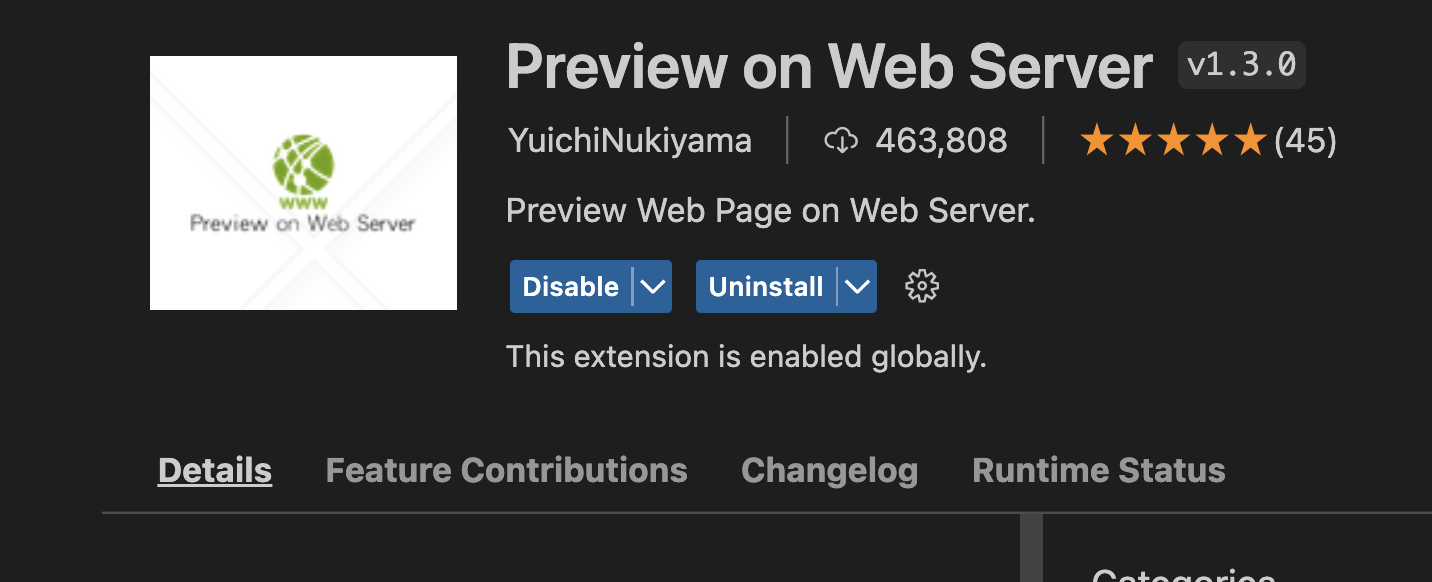 Preview on Web Server v1.3.0
YuichiNukiyama 463,808 (45)
www
Preview on Web Server
Preview Web Page on Web Server.
Disable Uninstall
This extension is enabled globally.
Details Feature Contributions Changelog Runtime Status
Categories